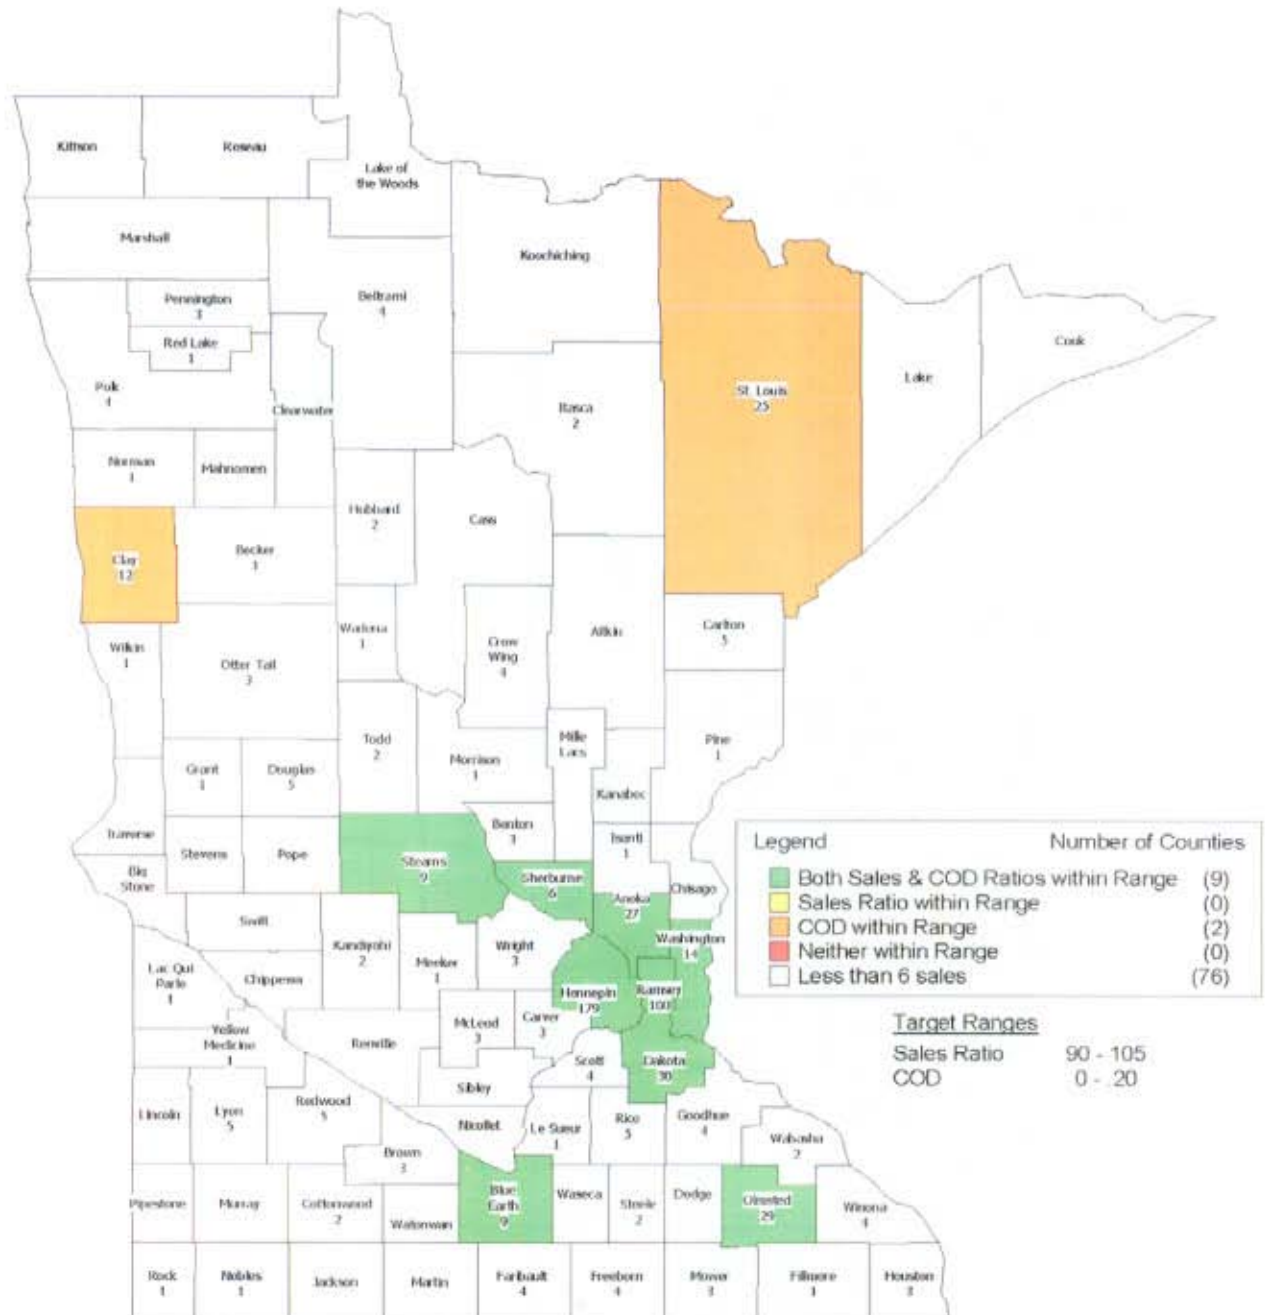 Kittson
Roseau
Lake of
the Woods
Marshall
Koochiching
Pennington
3
Beltrami
4
Red Lake
1
Polk
4
Clearwater
Itasca
2
St. Louis
25
Lake
Cook
Norman
1
Mahnomen
Hubbard
2
Cass
Clay
12
Becker
Wadena
1
Crow
Wing
4
Aitkin
Carlton
5
Wilkin
1
Otter Tail
3
Todd
2
Morrison
1
Mille
Lacs
Pine
1
Grant
1
Douglas
5
Kanabec
Traverse
Stevens
Pope
Stearns
9
Benton
3
Isanti
1
Sherburne
6
Anoka
27
Chisago
Big
Stone
Swift
Kandiyohi
2
Meeker
1
Wright
3
Washington
14
Lac Qui
Parle
1
Chippewa
Hennepin
179
Ramsey
100
Yellow
Medicine
1
Renville
McLeod
3
Carver
3
Scott
4
Dakota
30
Sibley
Lincoln
Lyon
5
Redwood
5
Nicollet
Le Sueur
1
Rice
5
Goodhue
4
Wabasha
2
Brown
3
Pipestone
Murray
Cottonwood
2
Watonwan
Blue
Earth
9
Waseca
Steele
2
Dodge
Olmsted
29
Winona
4
Rock
1
Nobles
1
Jackson
Martin
Faribault
4
Freeborn
4
Mower
3
Fillmore
1
Houston
3
Legend Number of Counties
Both Sales & COD Ratios within Range (9)
Sales Ratio within Range (0)
COD within Range (2)
Neither within Range (0)
Less than 6 sales (76)
Target Ranges
Sales Ratio 90 - 105
COD 0 - 20